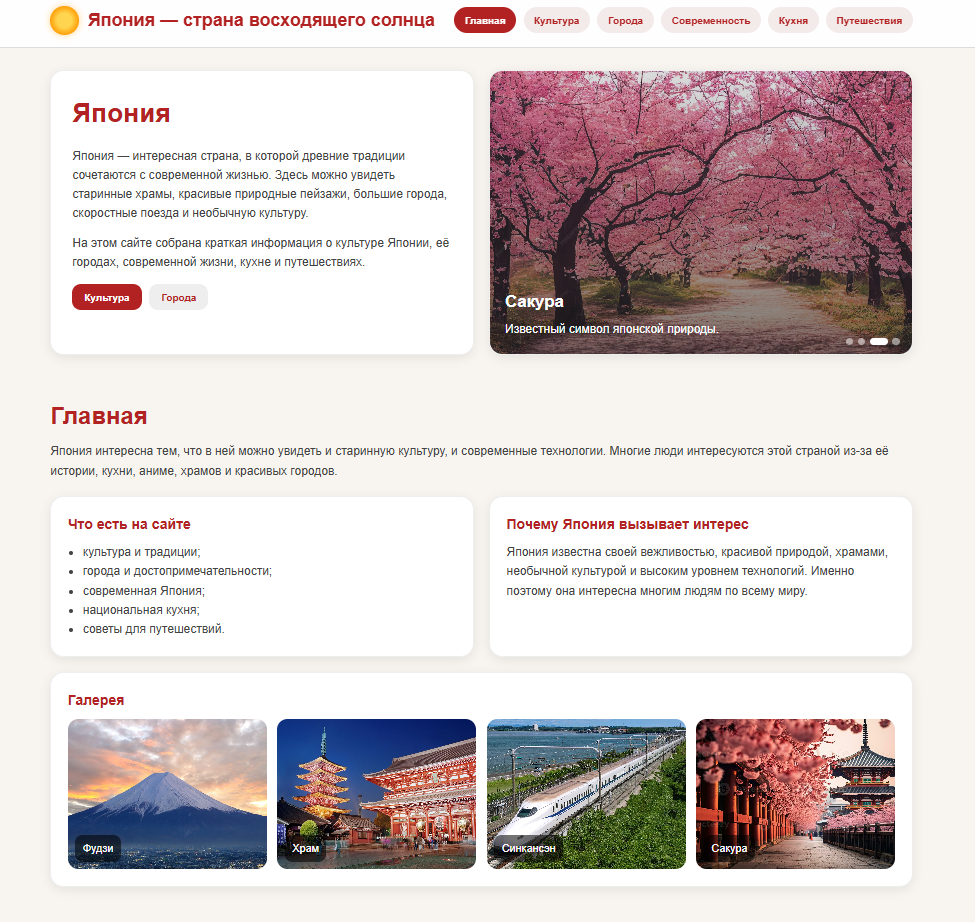 Япония — страна восходящего солнца
Главная
Культура
Города
Современность
Кухня
Путешествия
Япония
Япония — интересная страна, в которой древние традиции
сочетаются с современной жизнью. Здесь можно увидеть
старинные храмы, красивые природные пейзажи, большие города,
скоростные поезда и необычную культуру.
На этом сайте собрана краткая информация о культуре Японии, её
городах, современной жизни, кухне и путешествиях.
Культура
Города
Сакура
Известный символ японской природы.
Главная
Япония интересна тем, что в ней можно увидеть и старинную культуру, и современные технологии. Многие люди интересуются этой страной из-за её
истории, кухни, аниме, храмов и красивых городов.
Что есть на сайте
культура и традиции;
города и достопримечательности;
современная Япония;
национальная кухня;
советы для путешествий.
Почему Япония вызывает интерес
Япония известна своей вежливостью, красивой природой, храмами,
необычной культурой и высоким уровнем технологий. Именно
поэтому она интересна многим людям по всему миру.
Галерея
Фудзи
Храм
Синкансэн
Сакура